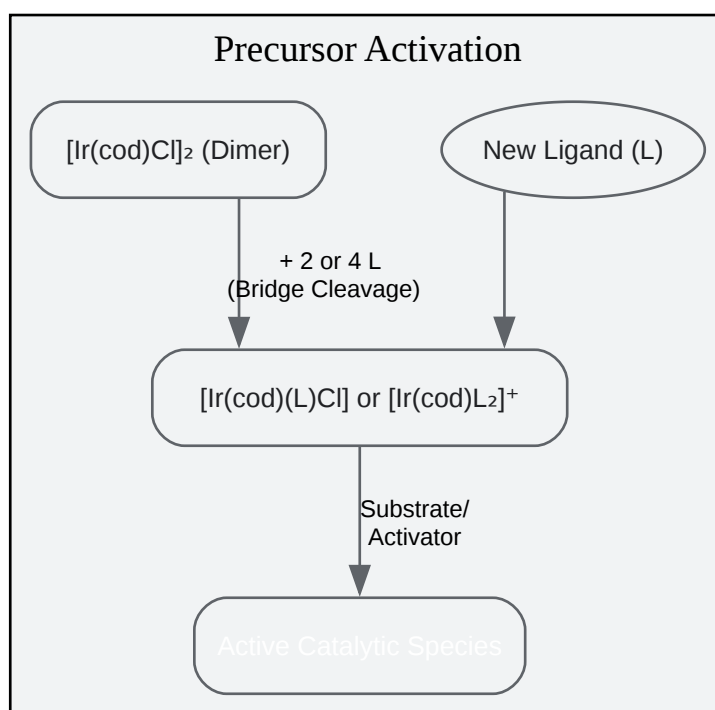 Precursor Activation
[Ir(cod)Cl]₂ (Dimer)
New Ligand (L)
+ 2 or 4 L
(Bridge Cleavage)
[Ir(cod)(L)Cl] or [Ir(cod)L₂]⁺
Substrate/
Activator
Active Catalytic Species